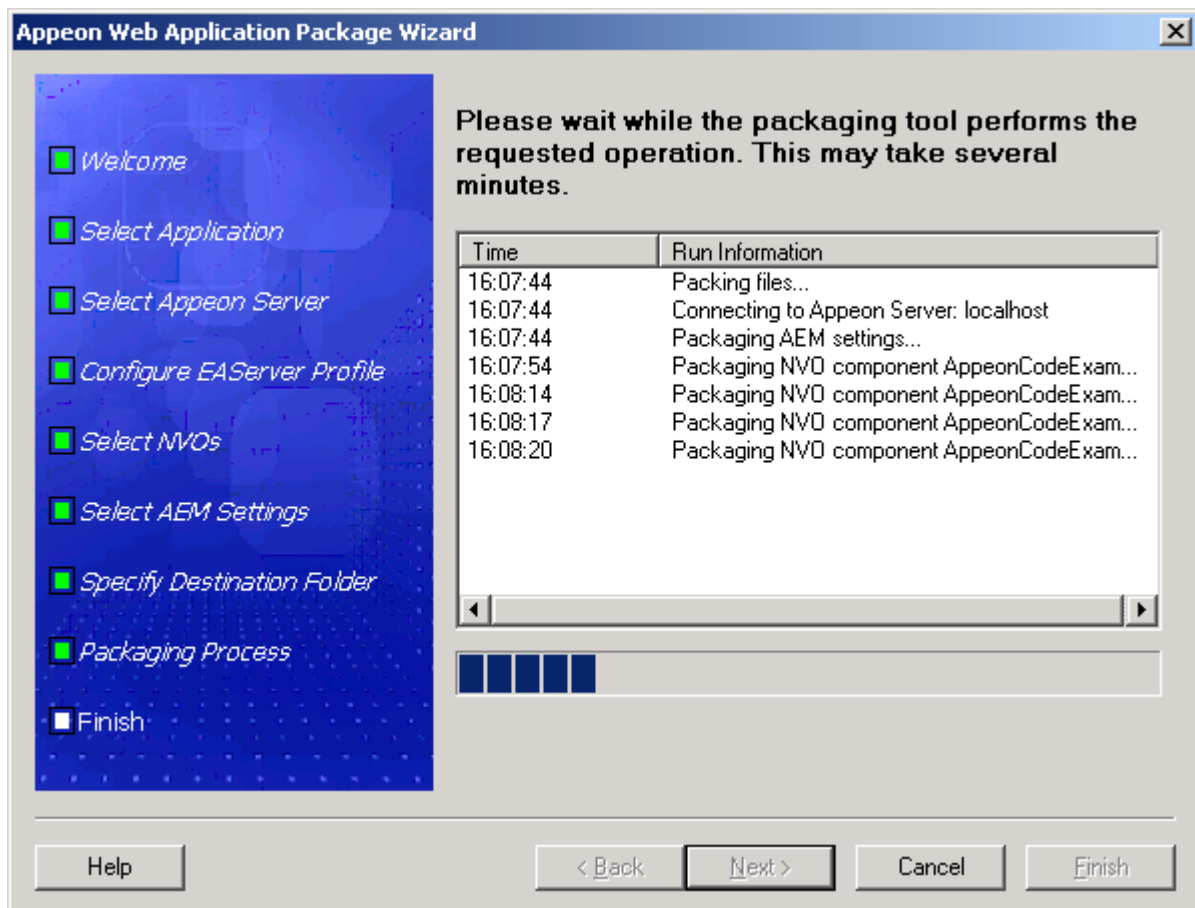 Appeon Web Application Package Wizard
Welcome
Select Application
Select Appeon Server
Configure EAServer Profile
Select NVOs
Select AEM Settings
Specify Destination Folder
Packaging Process
Finish
Please wait while the packaging tool performs the
requested operation. This may take several
minutes.
Time Run Information
16:07:44 Packing files...
16:07:44 Connecting to Appeon Server: localhost
16:07:44 Packaging AEM settings...
16:07:54 Packaging NVO component AppeonCodeExam...
16:08:14 Packaging NVO component AppeonCodeExam...
16:08:17 Packaging NVO component AppeonCodeExam...
16:08:20 Packaging NVO component AppeonCodeExam...
Help < Back Next > Cancel Finish